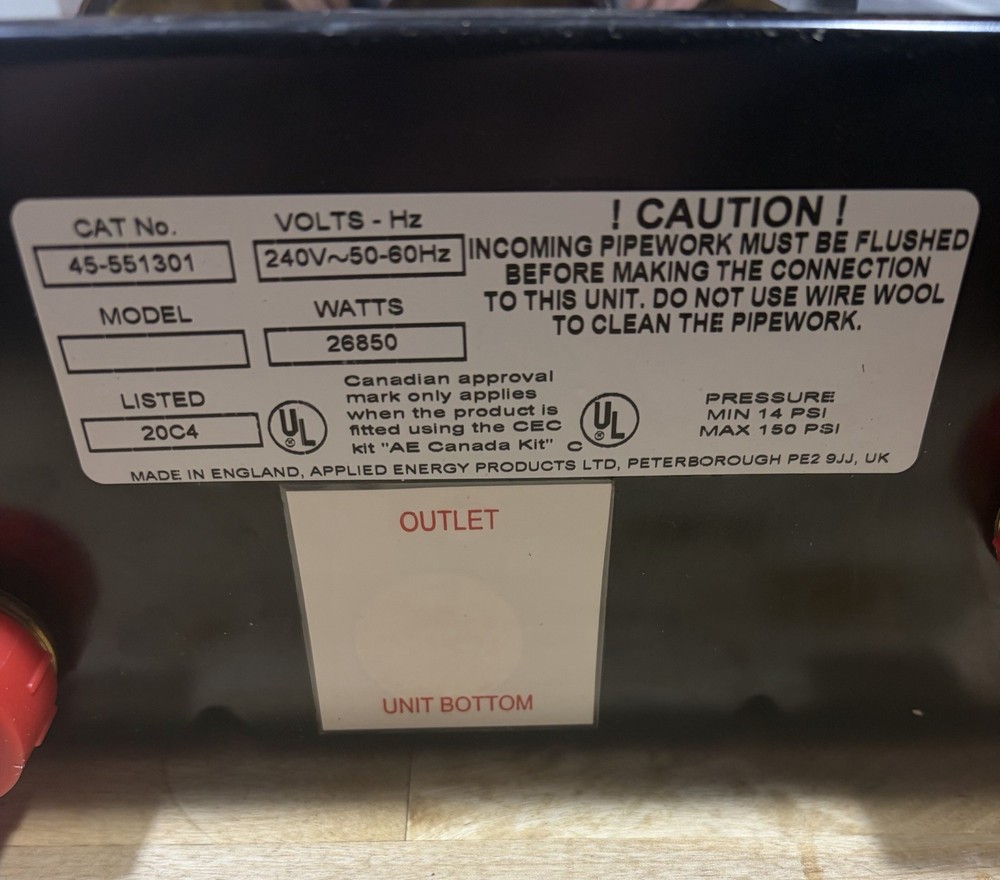 CAT No.
45-551301
MODEL
LISTED
20C4
VOLTS - Hz
240V~50-60Hz
WATTS
26850
! CAUTION !
INCOMING PIPEWORK MUST BE FLUSHED
BEFORE MAKING THE CONNECTION
TO THIS UNIT. DO NOT USE WIRE WOOL
TO CLEAN THE PIPEWORK.
UL
®
Canadian approval
mark only applies
when the product is
fitted using the CEC
kit "AE Canada Kit"
C
UL
®
PRESSURE
MIN 14 PSI
MAX 150 PSI
MADE IN ENGLAND, APPLIED ENERGY PRODUCTS LTD, PETERBOROUGH PE2 9JJ, UK
OUTLET
UNIT BOTTOM